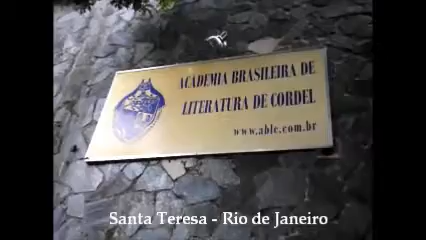 ACADEMIA BRASILEIRA DE
LITERATURA DE CORDEL
www.ablc.com.br
Santa Teresa - Rio de Janeiro